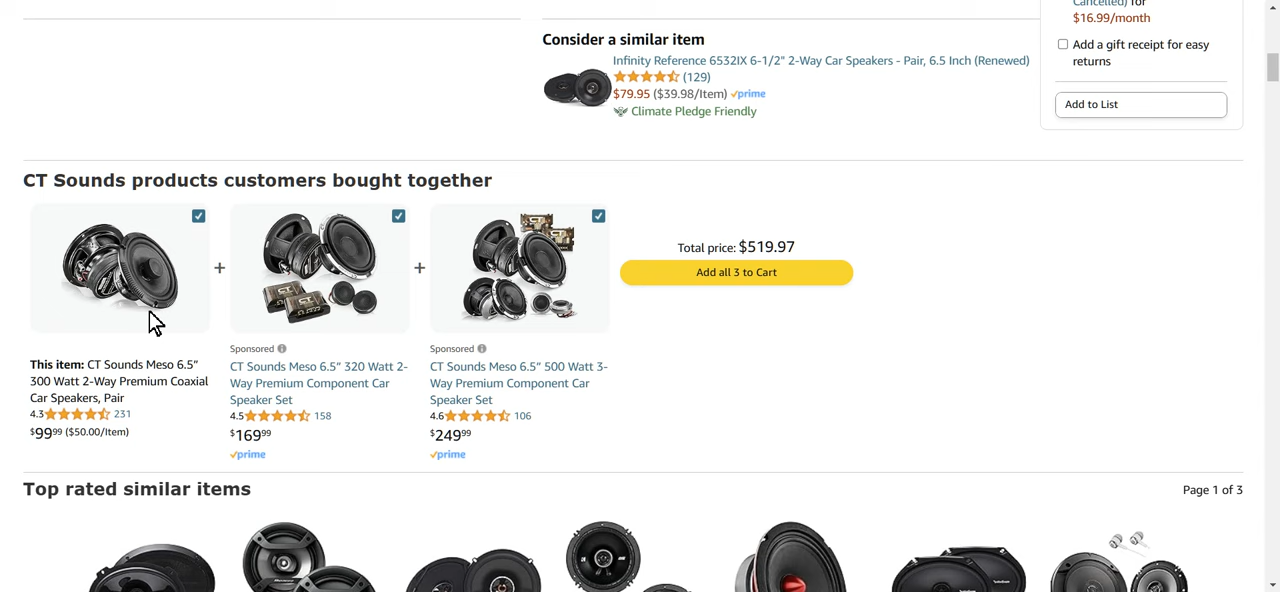 Cancelled) for
$16.99/month
Add a gift receipt for easy
returns
Add to List
Consider a similar item
Infinity Reference 6532IX 6-1/2" 2-Way Car Speakers - Pair, 6.5 Inch (Renewed)
(129)
$79.95 ($39.98/Item) prime
Climate Pledge Friendly
CT Sounds products customers bought together
+
+
Total price: $519.97
Add all 3 to Cart
This item: CT Sounds Meso 6.5”
300 Watt 2-Way Premium Coaxial
Car Speakers, Pair
4.3 231
$99.99 ($50.00/Item)
Sponsored
CT Sounds Meso 6.5” 320 Watt 2-
Way Premium Component Car
Speaker Set
4.5 158
$169.99
prime
Sponsored
CT Sounds Meso 6.5” 500 Watt 3-
Way Premium Component Car
Speaker Set
4.6 106
$249.99
prime
Top rated similar items
Page 1 of 3